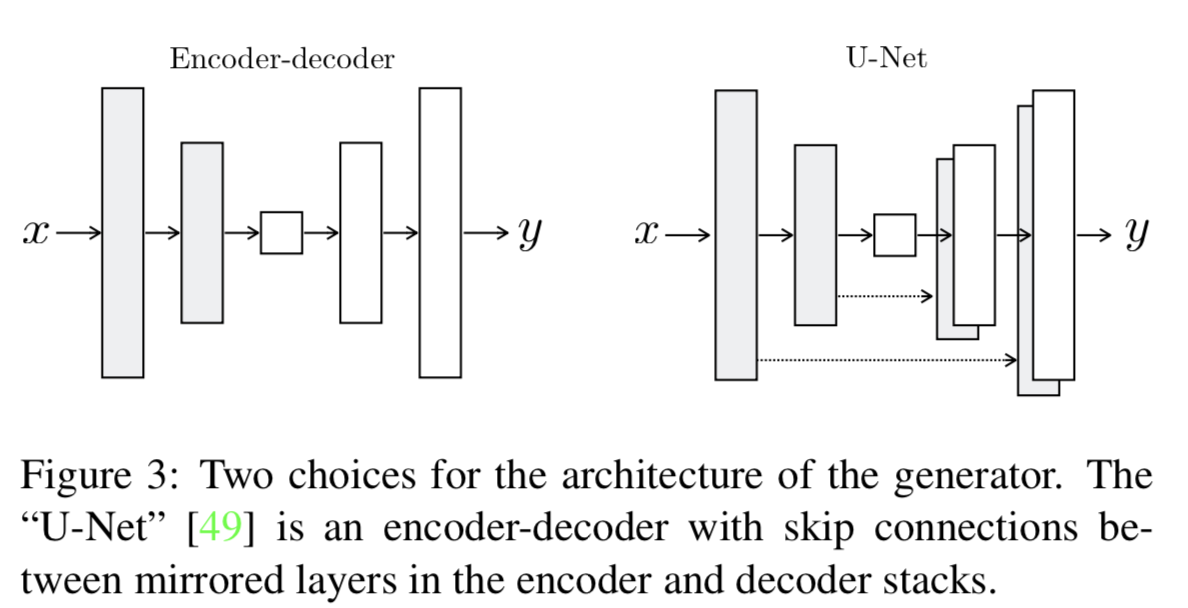 Encoder-decoder
x
y
U-Net
x
y
Figure 3: Two choices for the architecture of the generator. The
“U-Net” [49] is an encoder-decoder with skip connections be-
tween mirrored layers in the encoder and decoder stacks.